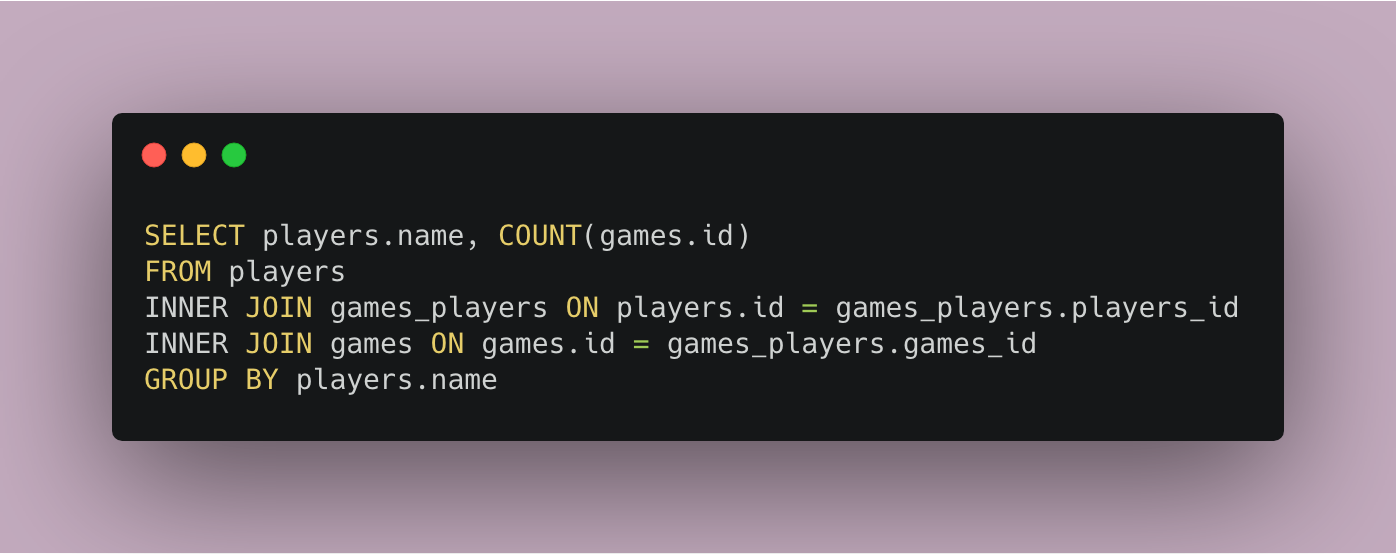 SELECT players.name, COUNT(games.id)
FROM players
INNER JOIN games_players ON players.id = games_players.players_id
INNER JOIN games ON games.id = games_players.games_id
GROUP BY players.name